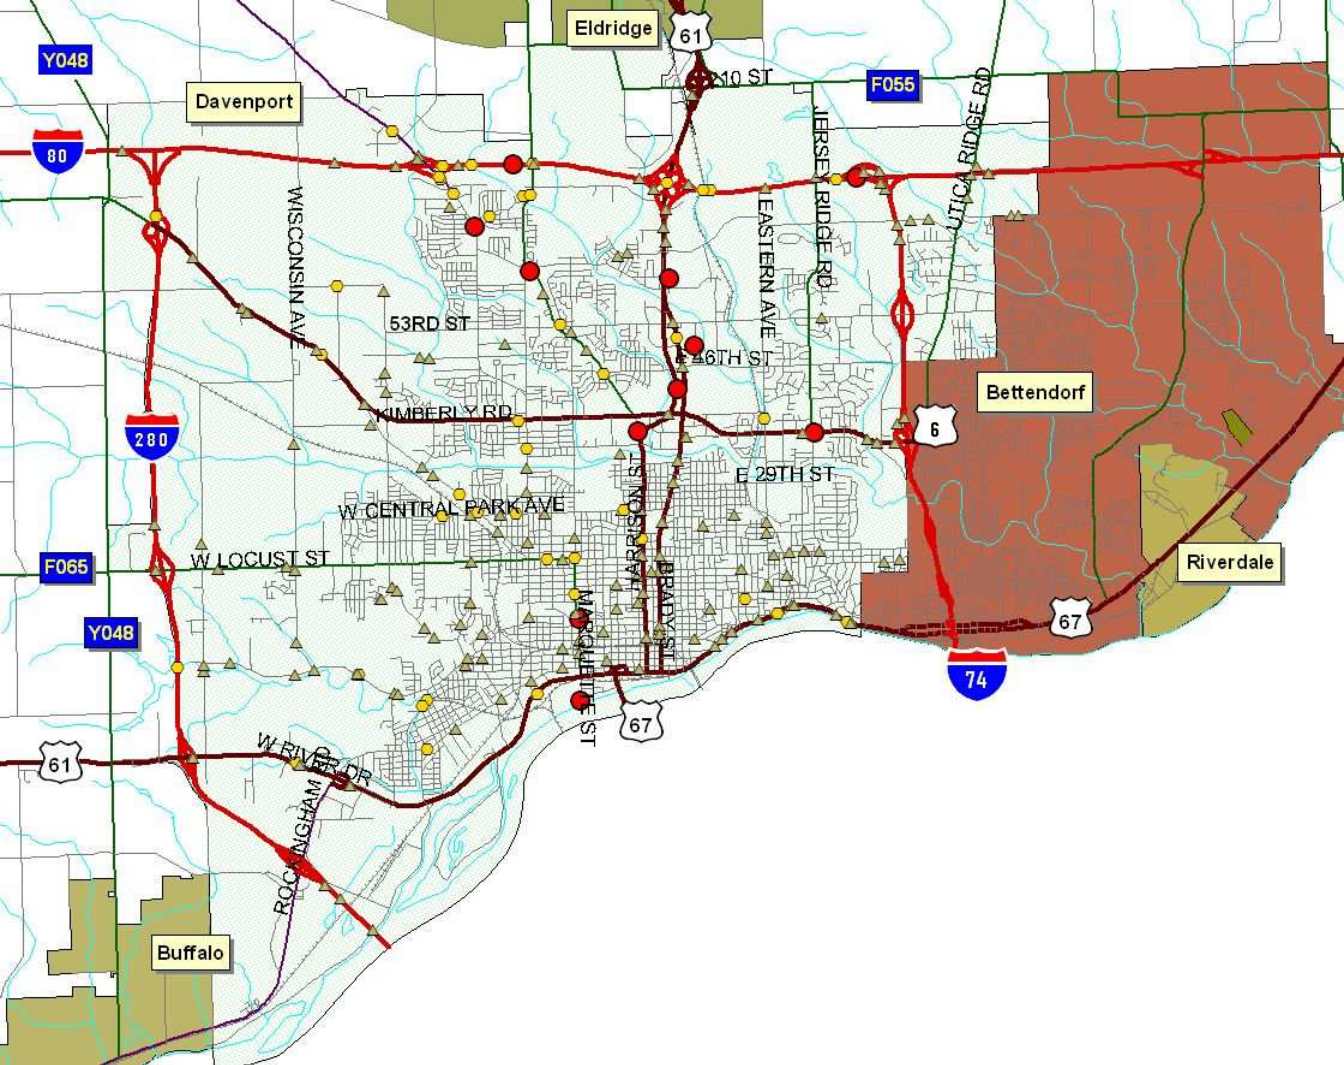 Eldridge
61
Y048
210 ST
F055
Davenport
80
UTICA RIDGE RD
JERSEY RIDGE RD
WISCONSIN AVE
EASTERN AVE
53RD ST
E 46TH ST
Bettendorf
KIMBERLY RD
6
280
E 29TH ST
W CENTRAL PARK AVE
HARRISON ST
W LOCUST ST
F065
Riverdale
BRADY ST
MARQUETTE ST
67
Y048
74
67
W RIVER DR
61
ROCKINGHAM
Buffalo